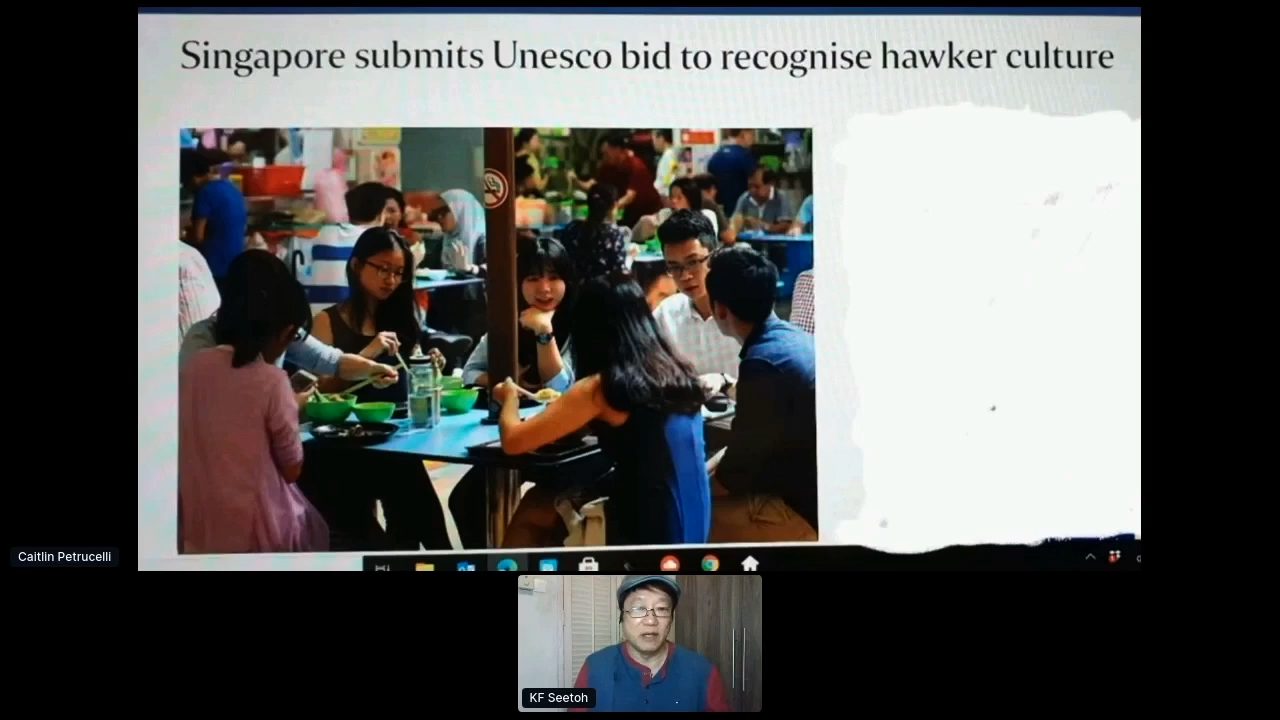 Singapore submits Unesco bid to recognise hawker culture
Caitlin Petrucelli
KF Seetoh